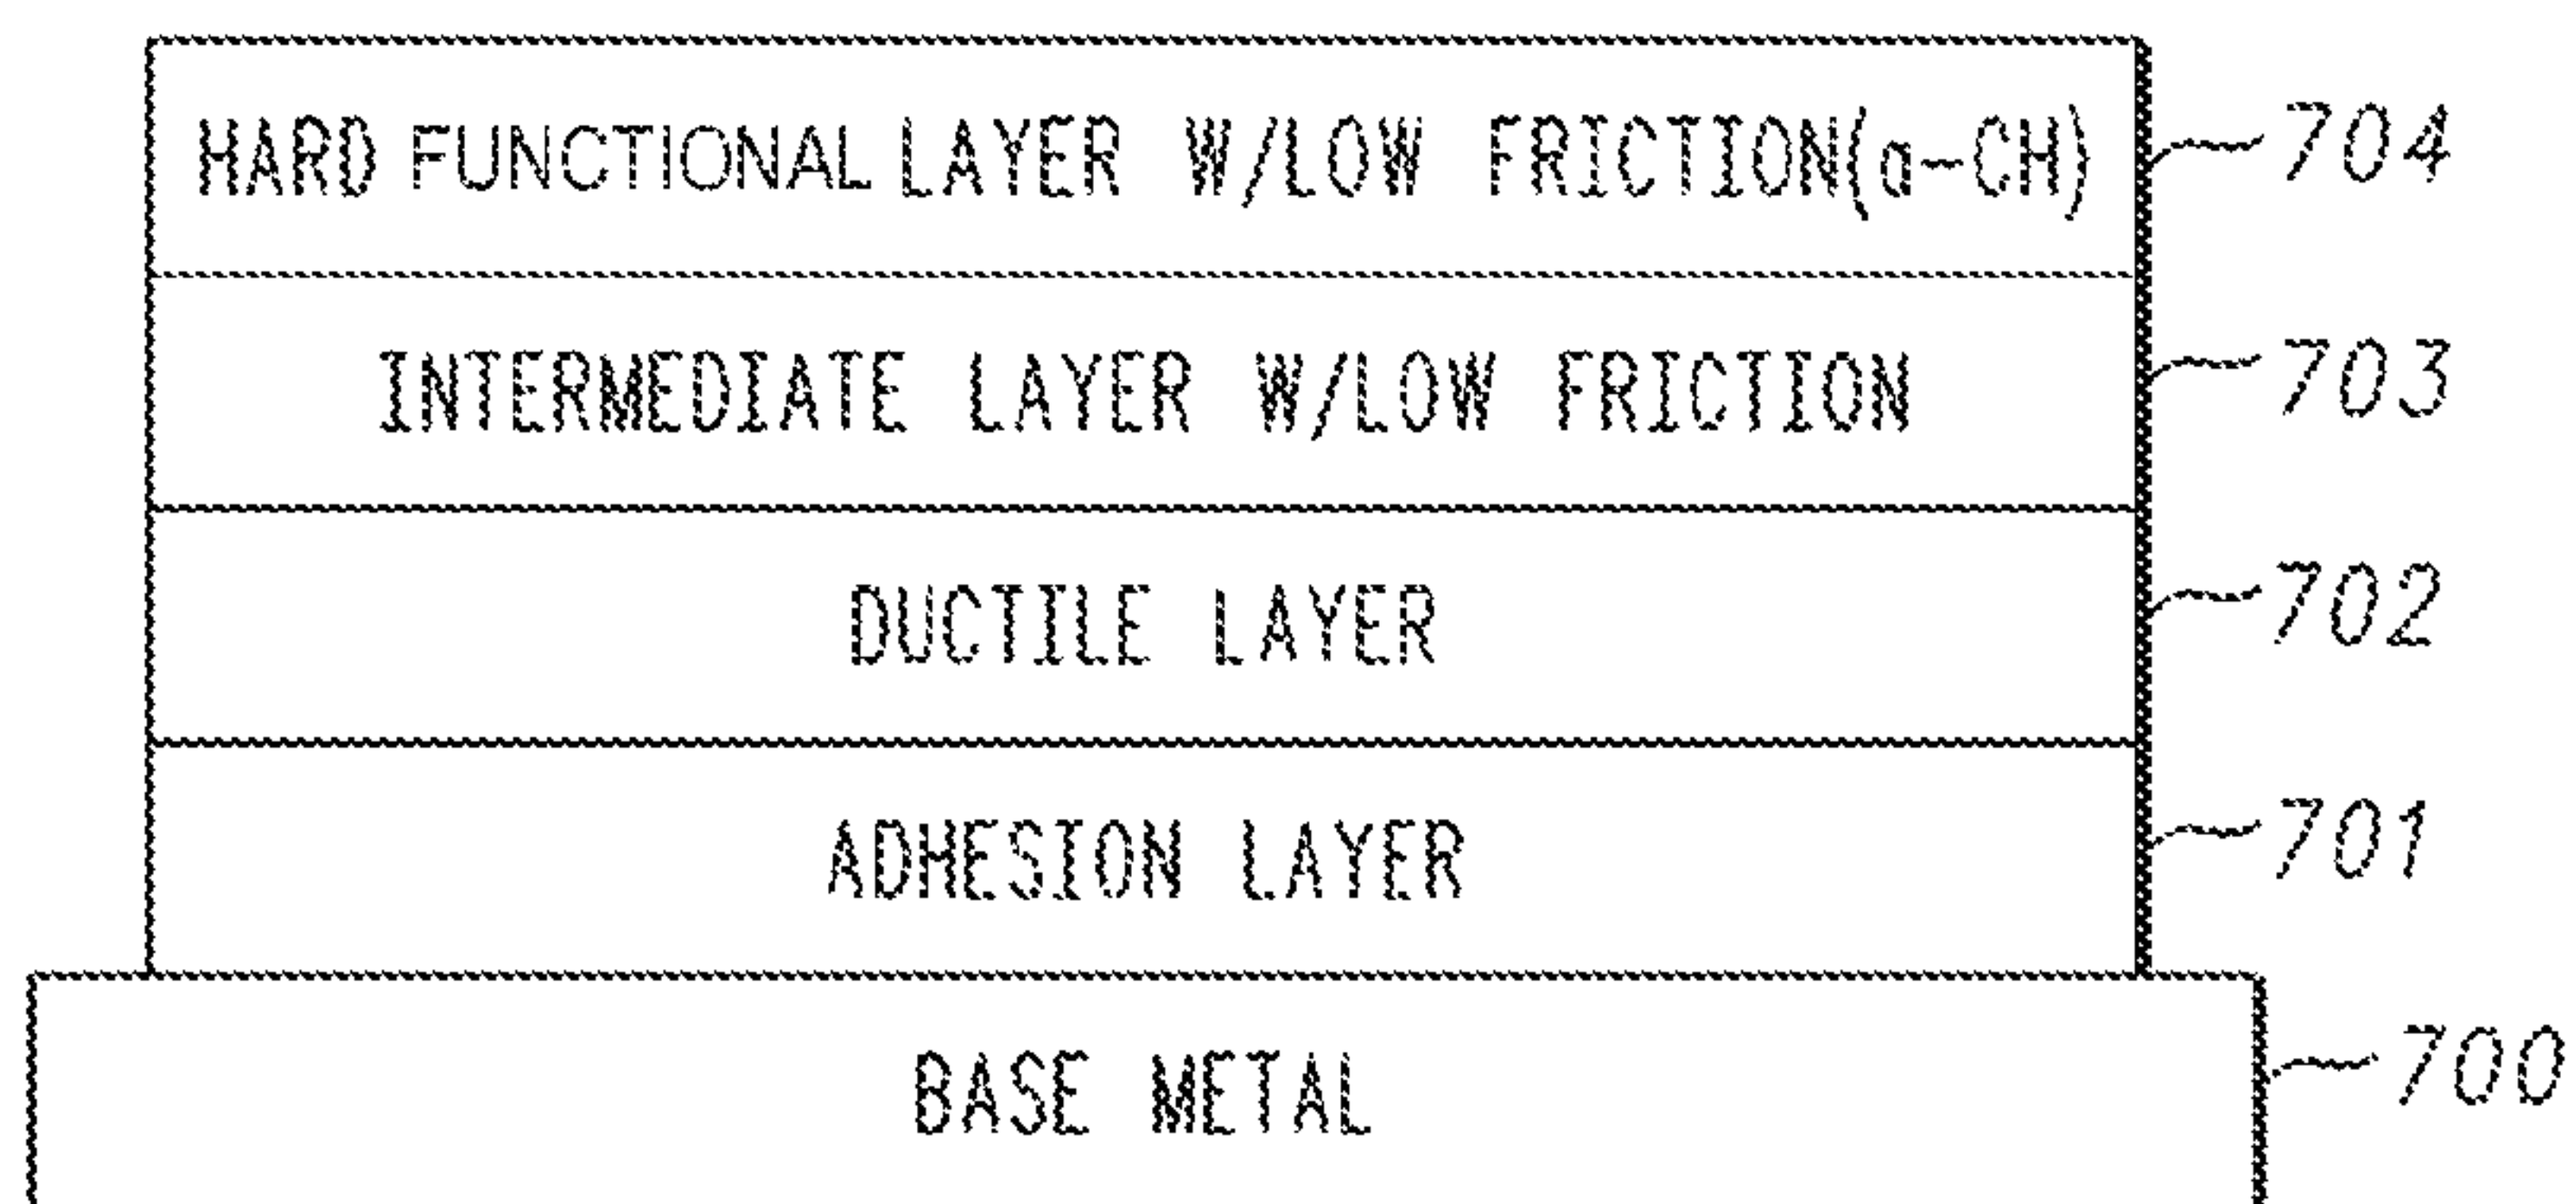 HARD FUNCTIONAL LAYER W/LOW FRICTION(a-CH) 704
INTERMEDIATE LAYER W/LOW FRICTION 703
DUCTILE LAYER 702
ADHESION LAYER 701
BASE METAL 700